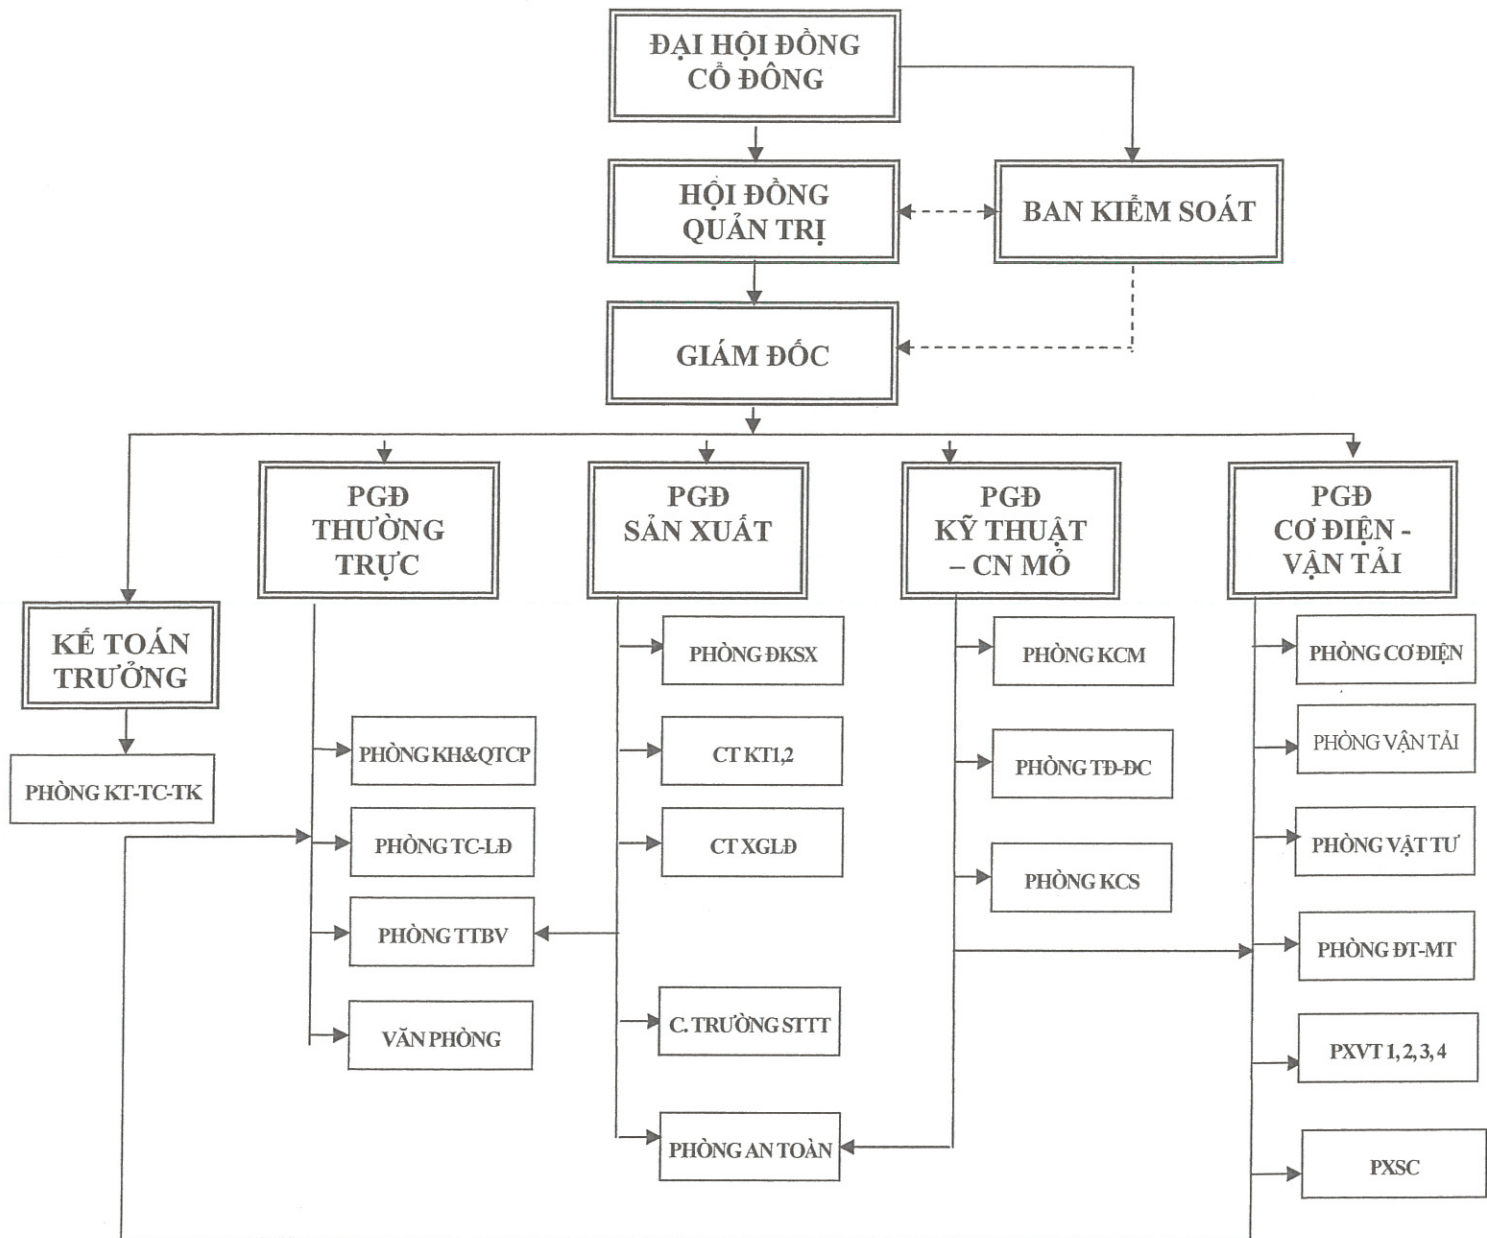 ĐẠI HỘI ĐỒNG
CỔ ĐÔNG
HỘI ĐỒNG
QUẢN TRỊ
BAN KIỂM SOÁT
GIÁM ĐỐC
PGĐ
THƯỜNG
TRỰC
PGĐ
SẢN XUẤT
PGĐ
KỸ THUẬT
– CN MỎ
PGĐ
CƠ ĐIỆN -
VẬN TẢI
KẾ TOÁN
TRƯỞNG
PHÒNG KT-TC-TK
PHÒNG KH&QTCP
PHÒNG TC-LĐ
PHÒNG TTBV
VĂN PHÒNG
PHÒNG ĐKSX
CT KT1,2
CT XGLĐ
C. TRƯỜNG STTT
PHÒNG AN TOÀN
PHÒNG KCM
PHÒNG TĐ-ĐC
PHÒNG KCS
PHÒNG CƠ ĐIỆN
PHÒNG VẬN TẢI
PHÒNG VẬT TƯ
PHÒNG ĐT-MT
PXVT 1, 2, 3, 4
PXSC